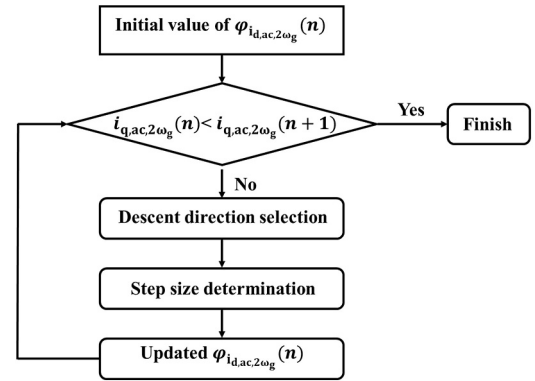 Initial value of φ_{i_{d,ac,2ω_g}}(n)
i_{q,ac,2ω_g}(n) < i_{q,ac,2ω_g}(n + 1)
Yes
Finish
No
Descent direction selection
Step size determination
Updated φ_{i_{d,ac,2ω_g}}(n)